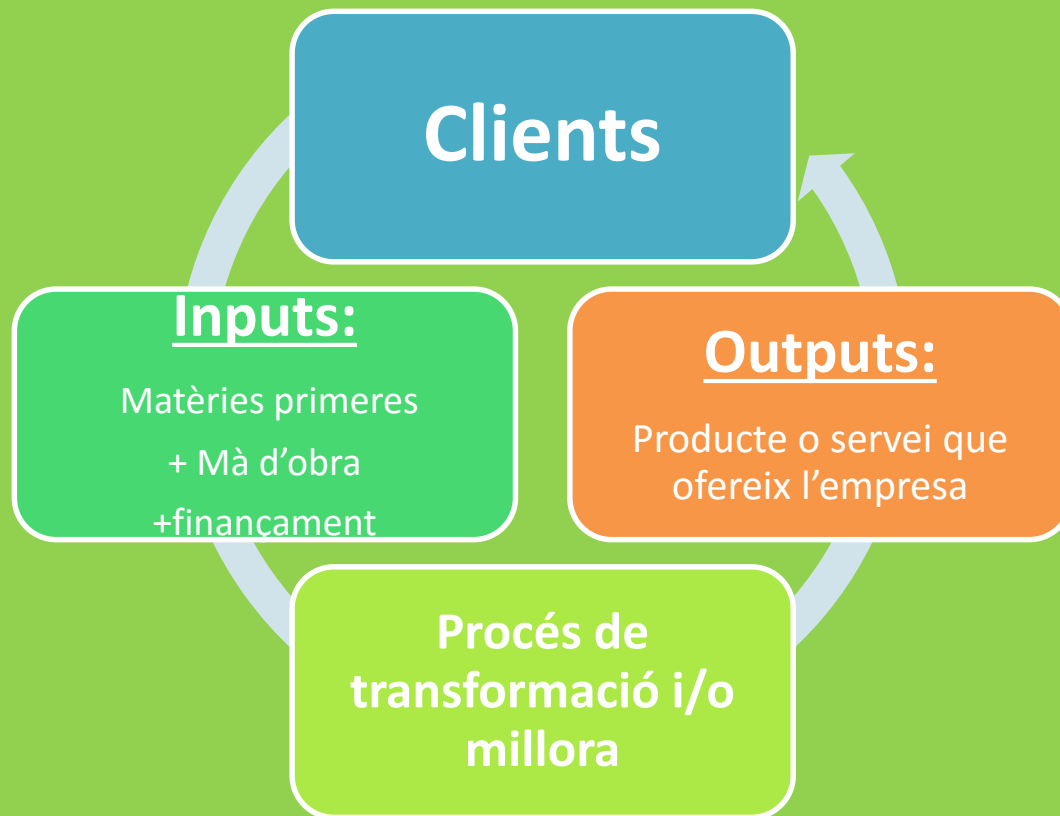 Clients
Inputs:
Matèries primeres
+ Mà d’obra
+finançament
Outputs:
Producte o servei que
ofereix l’empresa
Procés de
transformació i/o
millora